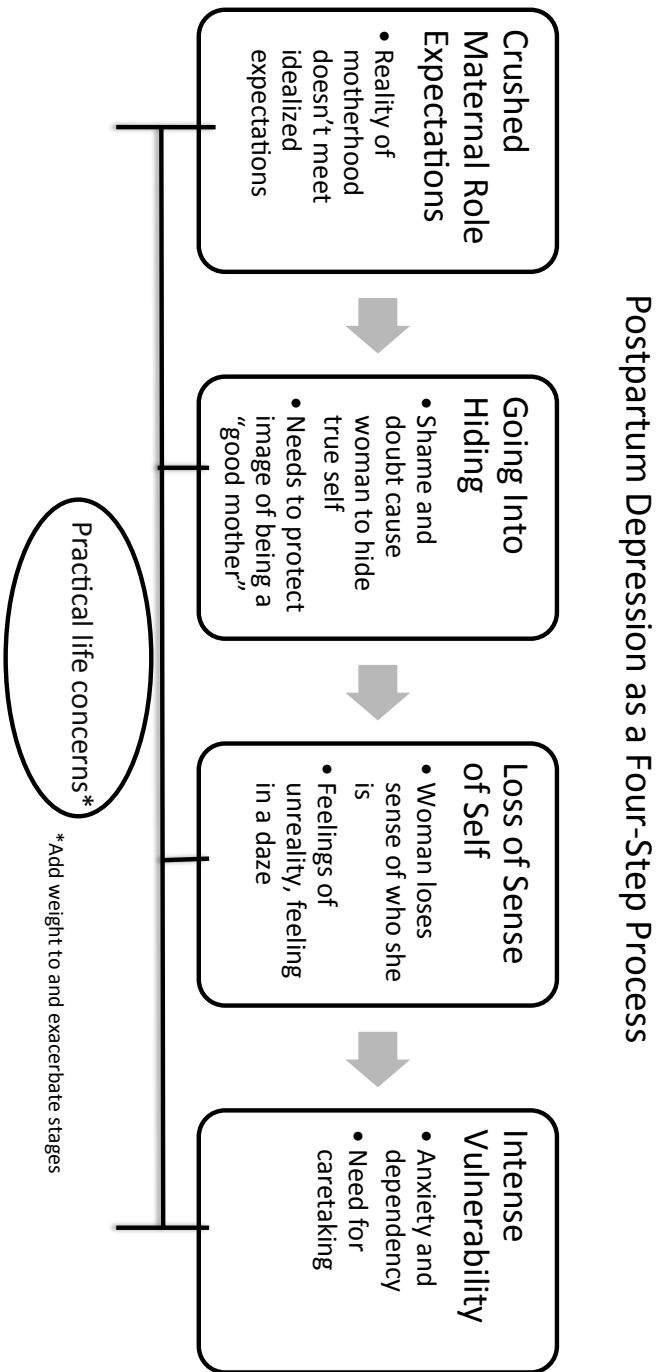 Postpartum Depression as a Four-Step Process
Crushed
Maternal Role
Expectations
• Reality of
motherhood
doesn't meet
idealized
expectations
Going Into
Hiding
• Shame and
doubt cause
woman to hide
true self
• Needs to protect
image of being a
“good mother”
Loss of Sense
of Self
• Woman loses
sense of who she
is
• Feelings of
unreality, feeling
in a daze
Intense
Vulnerability
• Anxiety and
dependency
• Need for
caretaking
Practical life concerns*
*Add weight to and exacerbate stages